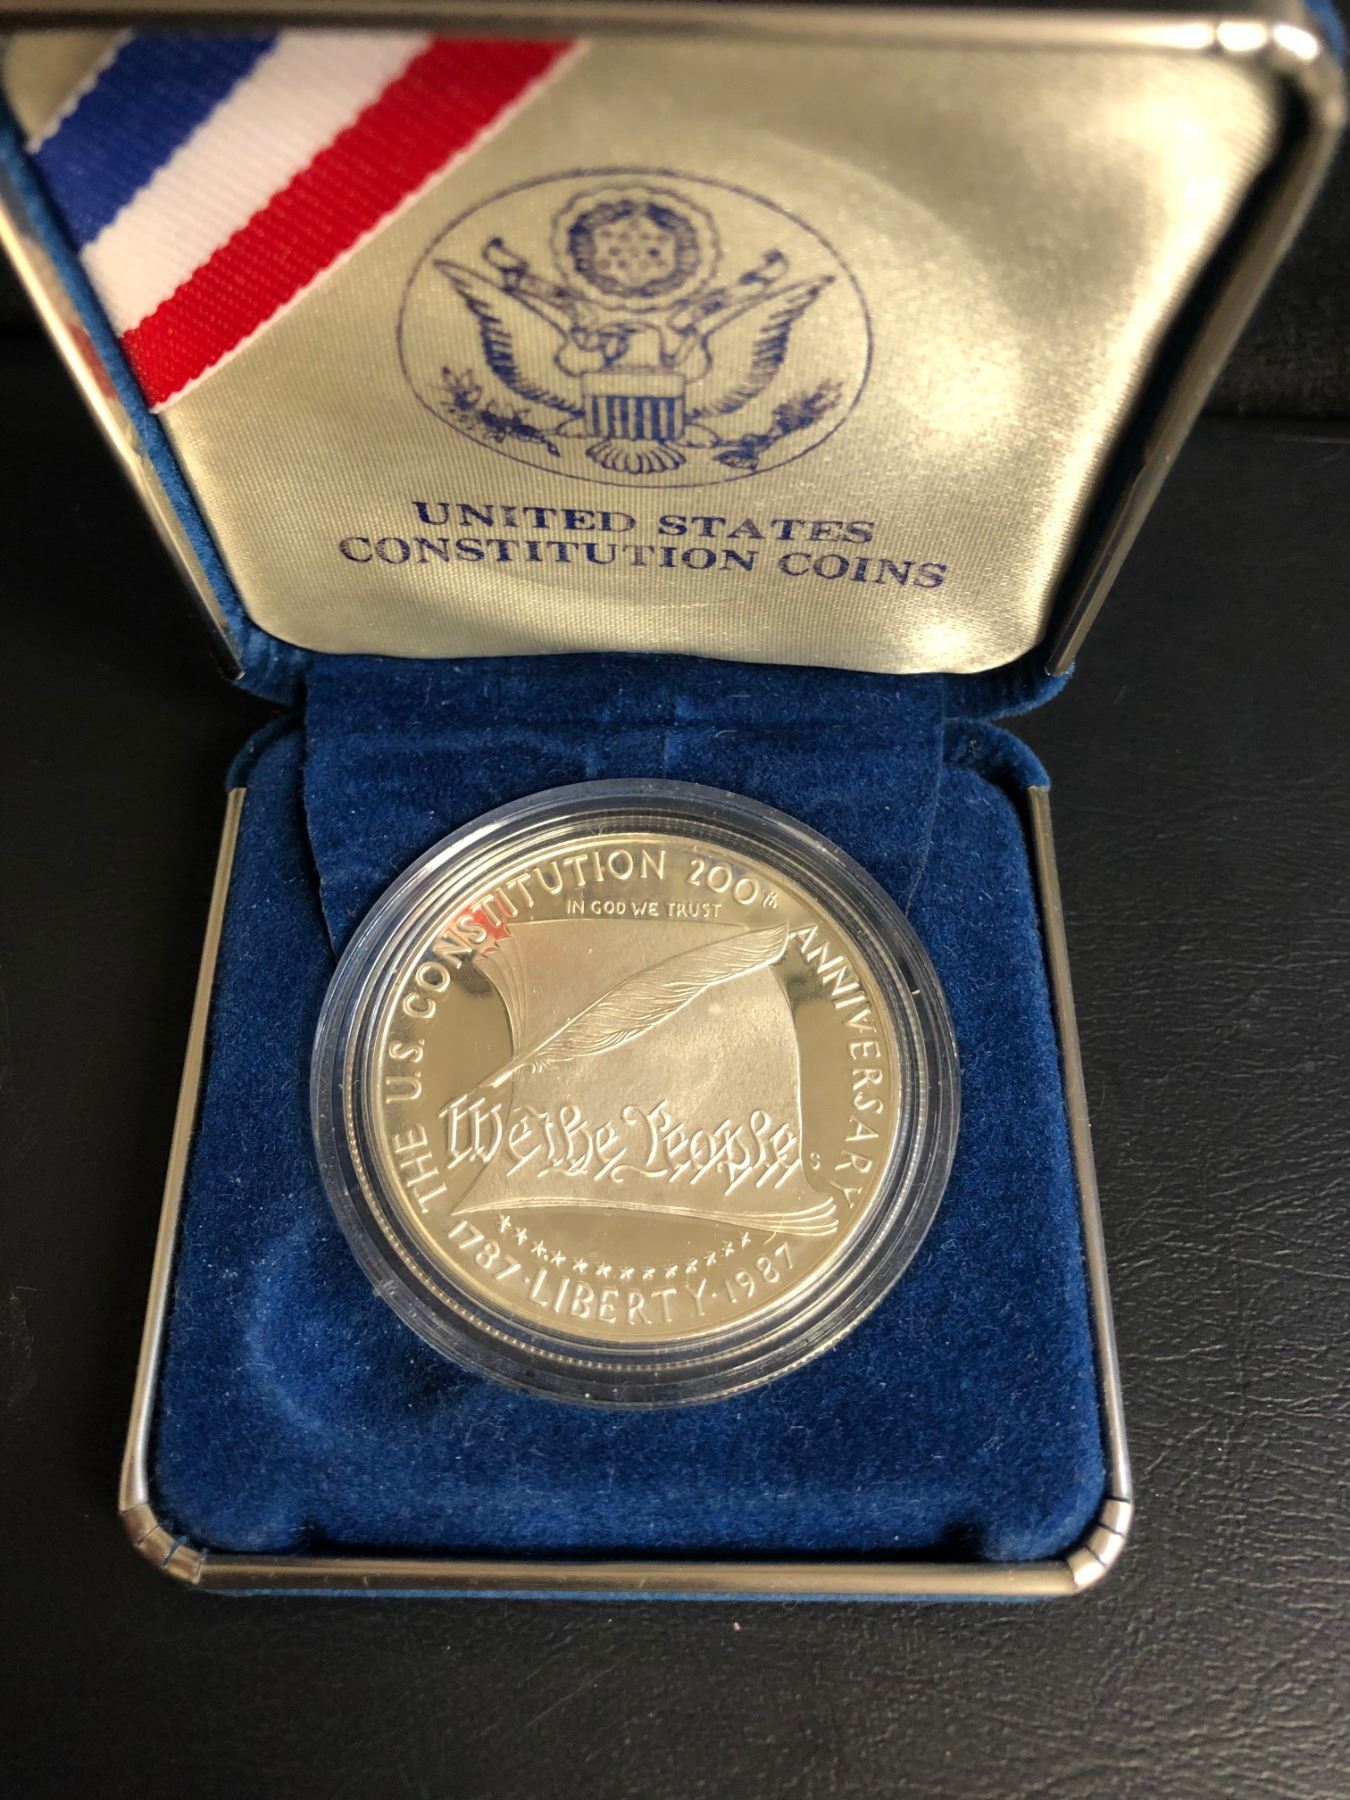 UNITED STATES
CONSTITUTION COINS
THE U.S. CONSTITUTION 200th ANNIVERSARY
IN GOD WE TRUST
We the People
S
1787 · LIBERTY · 1987